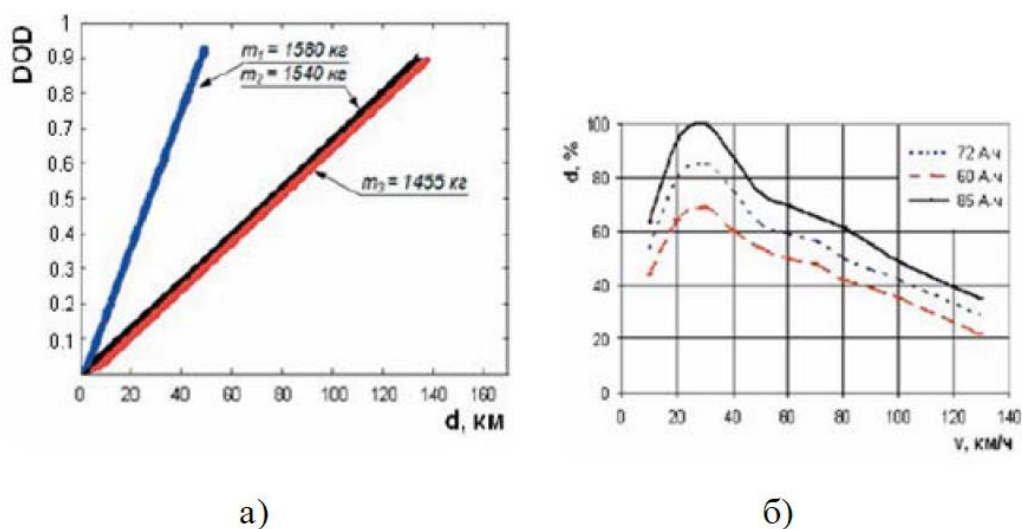 DOD
1
0.9
0.8
0.7
0.6
0.5
0.4
0.3
0.2
0.1
m₁ = 1580 кг
m₂ = 1540 кг
m₃ = 1455 кг
0 20 40 60 80 100 120 140 160
d, км
а)
d, %
100
80
60
40
20
0
72 А·ч
60 А·ч
85 А·ч
0 20 40 60 80 100 120 140
v, км/ч
б)